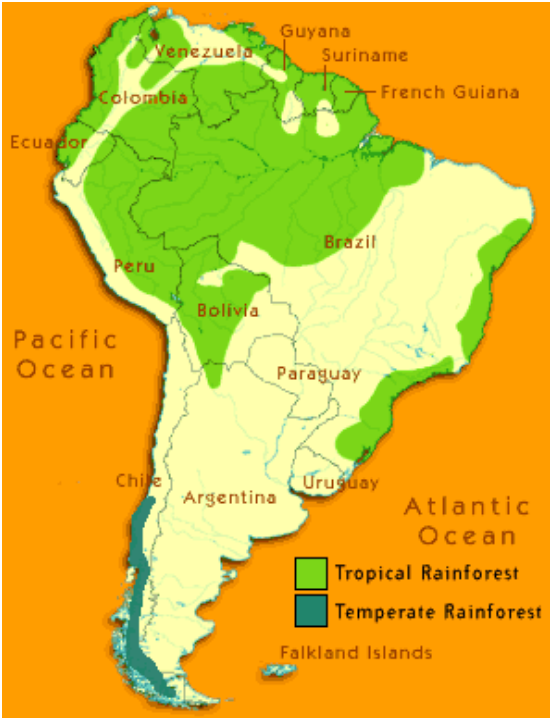 Guyana
Venezuela
Suriname
Colombia
French Guiana
Ecuador
Brazil
Peru
Bolivia
Pacific
Ocean
Paraguay
Chile
Argentina
Uruguay
Atlantic
Ocean
Tropical Rainforest
Temperate Rainforest
Falkland Islands